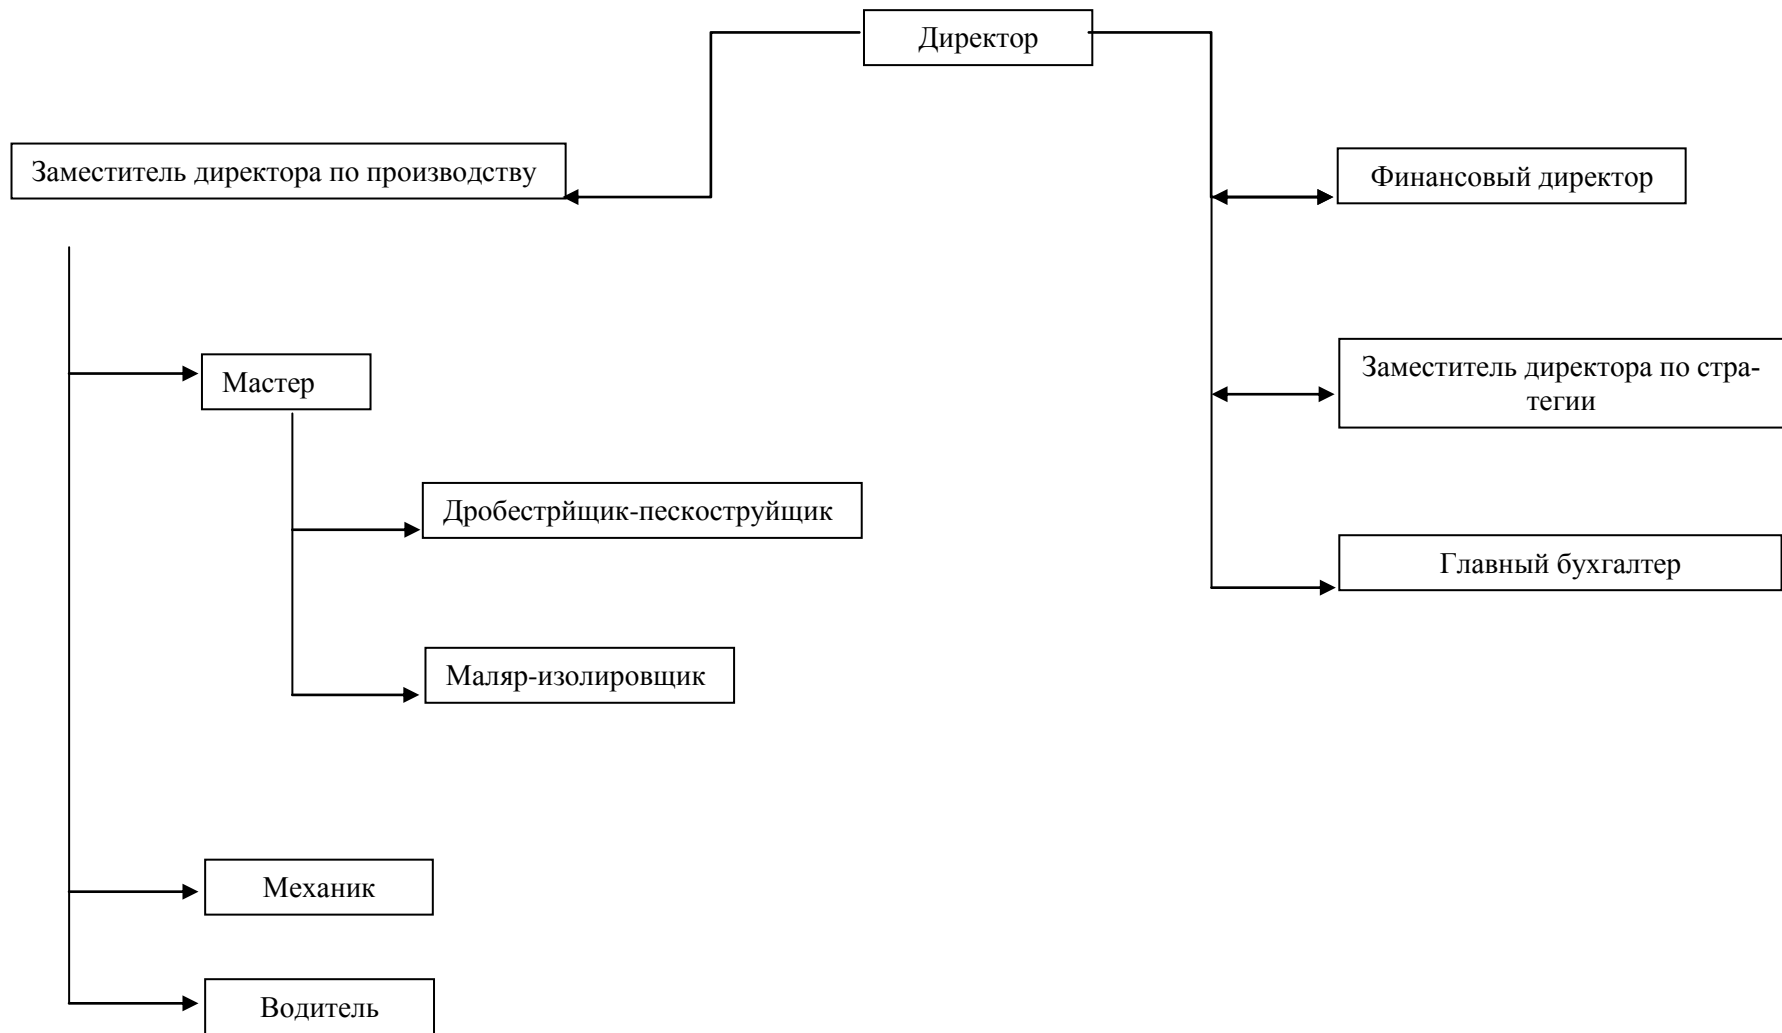 Директор
Заместитель директора по производству
Финансовый директор
Заместитель директора по стра-
тегии
Мастер
Дробестрйщик-пескоструйщик
Главный бухгалтер
Маляр-изолировщик
Механик
Водитель